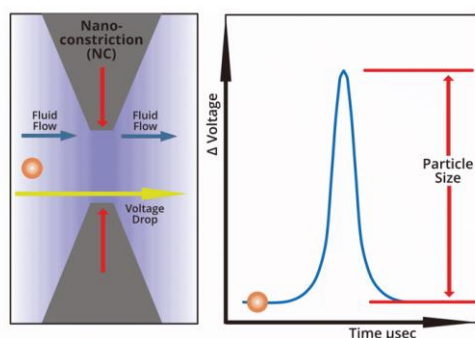 Nano-
constriction
(NC)
Fluid
Flow
Fluid
Flow
Voltage
Drop
Δ Voltage
Particle
Size
Time usec